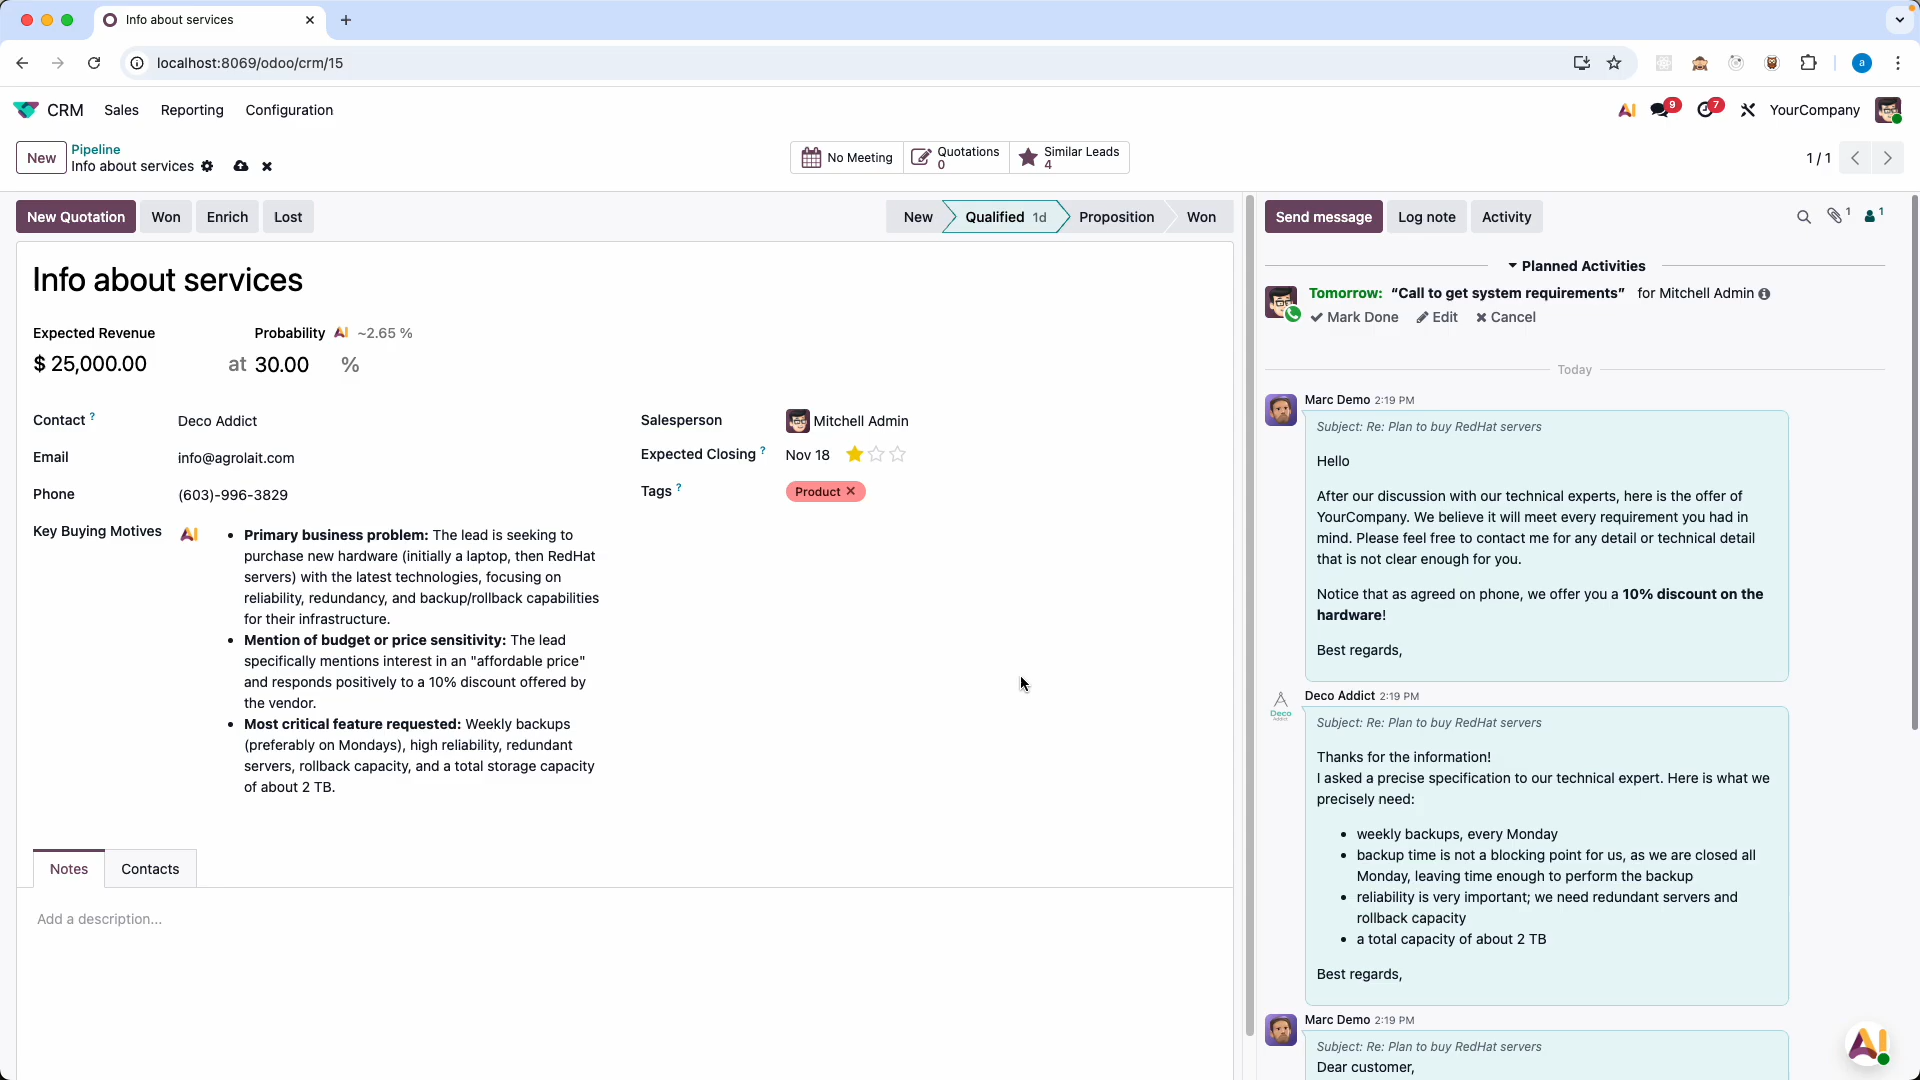 Info about services
localhost:8069/odoo/crm/15
a
CRM Sales Reporting Configuration
AI 9 7 YourCompany
New
Pipeline
Info about services
No Meeting
Quotations
0
Similar Leads
4
1 / 1
New Quotation Won Enrich Lost
New Qualified 1d Proposition Won
Info about services
Expected Revenue Probability AI ~2.65 %
$ 25,000.00 at 30.00 %
Contact ? Deco Addict
Email info@agrolait.com
Phone (603)-996-3829
Key Buying Motives AI
• Primary business problem: The lead is seeking to
purchase new hardware (initially a laptop, then RedHat
servers) with the latest technologies, focusing on
reliability, redundancy, and backup/rollback capabilities
for their infrastructure.
• Mention of budget or price sensitivity: The lead
specifically mentions interest in an "affordable price"
and responds positively to a 10% discount offered by
the vendor.
• Most critical feature requested: Weekly backups
(preferably on Mondays), high reliability, redundant
servers, rollback capacity, and a total storage capacity
of about 2 TB.
Salesperson Mitchell Admin
Expected Closing ? Nov 18
Tags ? Product
Notes Contacts
Add a description...
Send message Log note Activity
1 1
Planned Activities
Tomorrow: “Call to get system requirements” for Mitchell Admin
Mark Done Edit Cancel
Today
Marc Demo 2:19 PM
Subject: Re: Plan to buy RedHat servers
Hello
After our discussion with our technical experts, here is the offer of
YourCompany. We believe it will meet every requirement you had in
mind. Please feel free to contact me for any detail or technical detail
that is not clear enough for you.
Notice that as agreed on phone, we offer you a 10% discount on the
hardware!
Best regards,
Deco
Deco Addict 2:19 PM
Subject: Re: Plan to buy RedHat servers
Thanks for the information!
I asked a precise specification to our technical expert. Here is what we
precisely need:
• weekly backups, every Monday
• backup time is not a blocking point for us, as we are closed all
Monday, leaving time enough to perform the backup
• reliability is very important; we need redundant servers and
rollback capacity
• a total capacity of about 2 TB
Best regards,
Marc Demo 2:19 PM
Subject: Re: Plan to buy RedHat servers
Dear customer,
AI